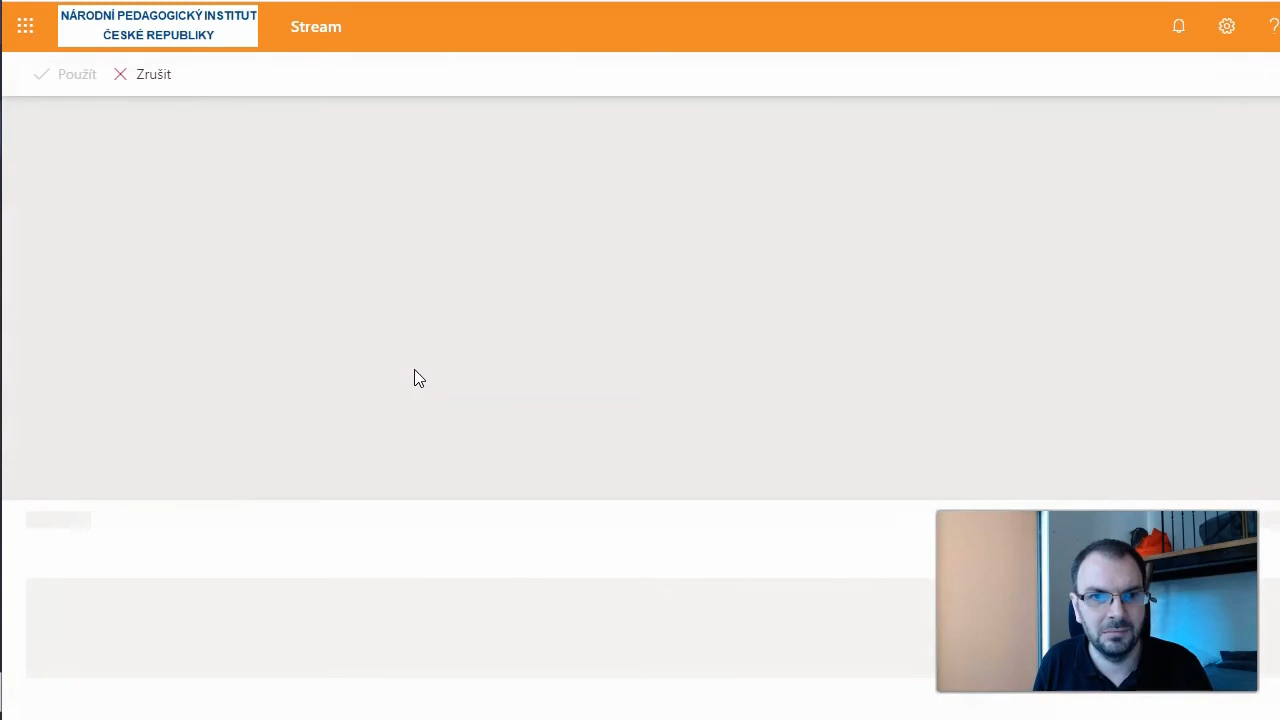 NÁRODNÍ PEDAGOGICKÝ INSTITUT
ČESKÉ REPUBLIKY
Stream
?
Použít
Zrušit